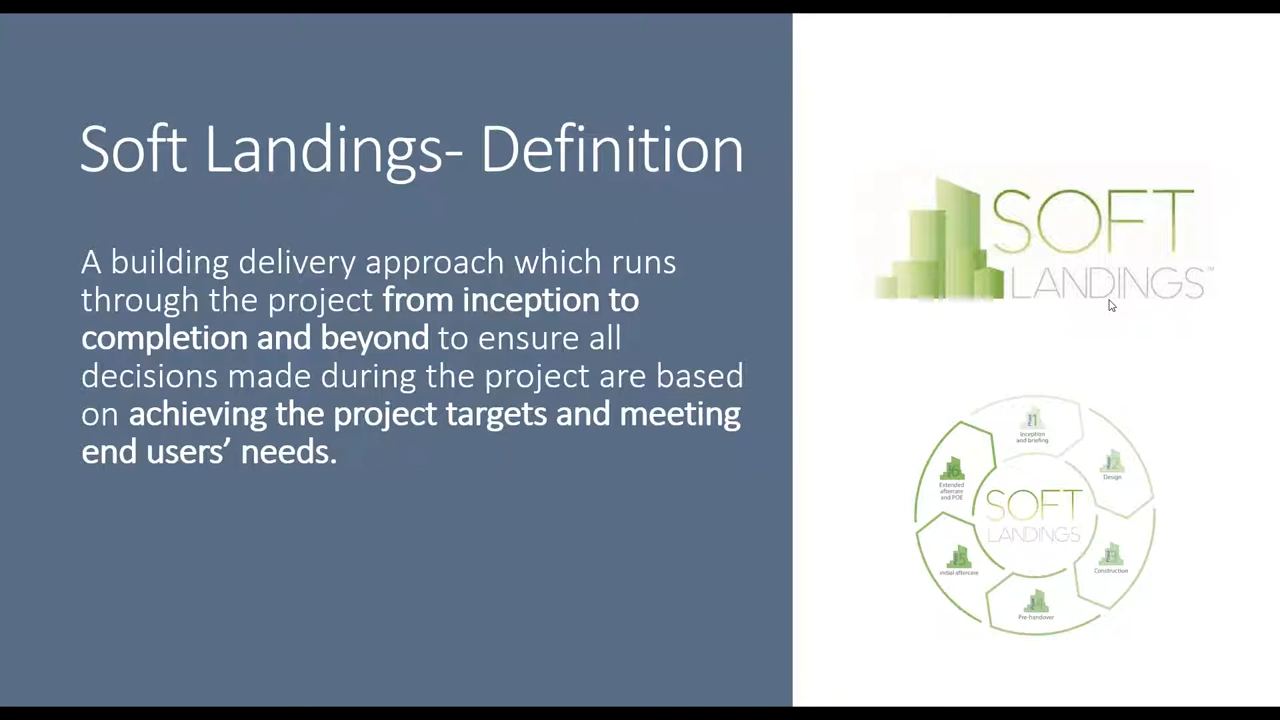 Soft Landings- Definition
A building delivery approach which runs
through the project from inception to
completion and beyond to ensure all
decisions made during the project are based
on achieving the project targets and meeting
end users’ needs.
SOFT
LANDINGS™
Inception
and briefing
Design
Construction
Pre-handover
Initial aftercare
Extended
aftercare
and POE
SOFT
LANDINGS